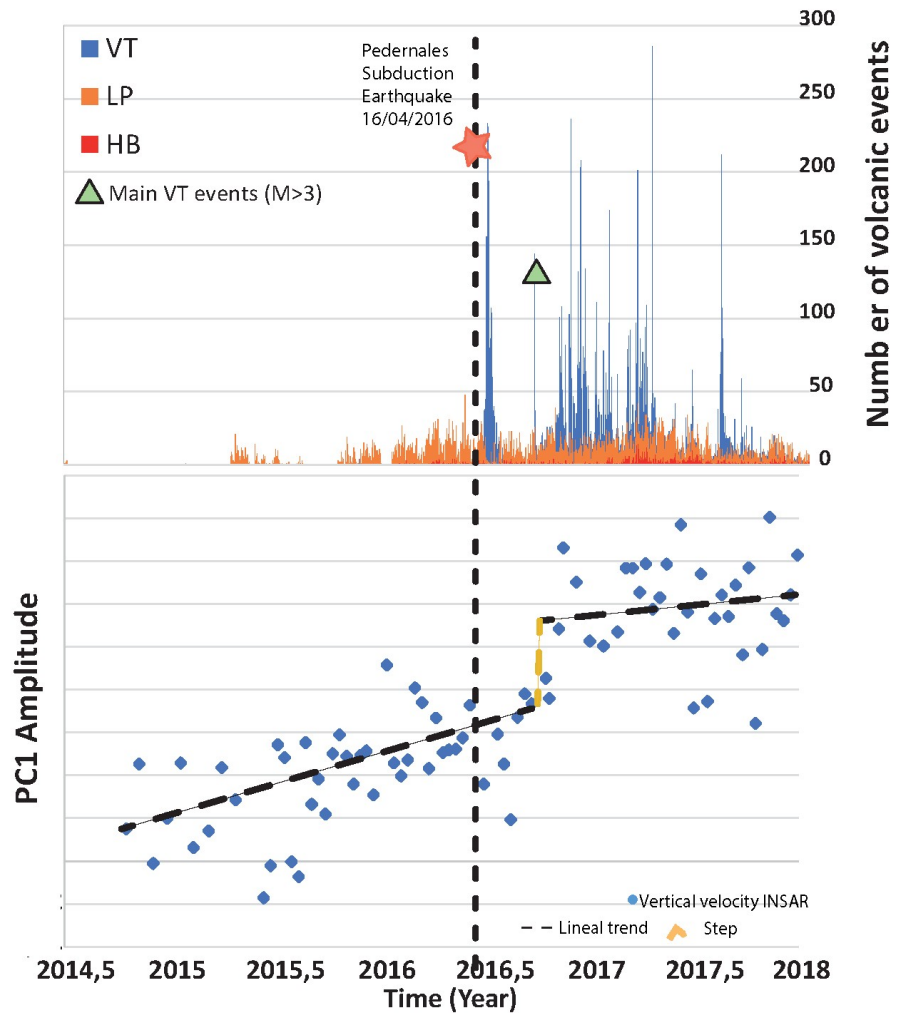 VT
LP
HB
Main VT events (M>3)
Pedernales
Subduction
Earthquake
16/04/2016
300
250
200
150
100
50
0
Numb er of volcanic events
PC1 Amplitude
Vertical velocity INSAR
Lineal trend
Step
2014,5 2015 2015,5 2016 2016,5 2017 2017,5 2018
Time (Year)